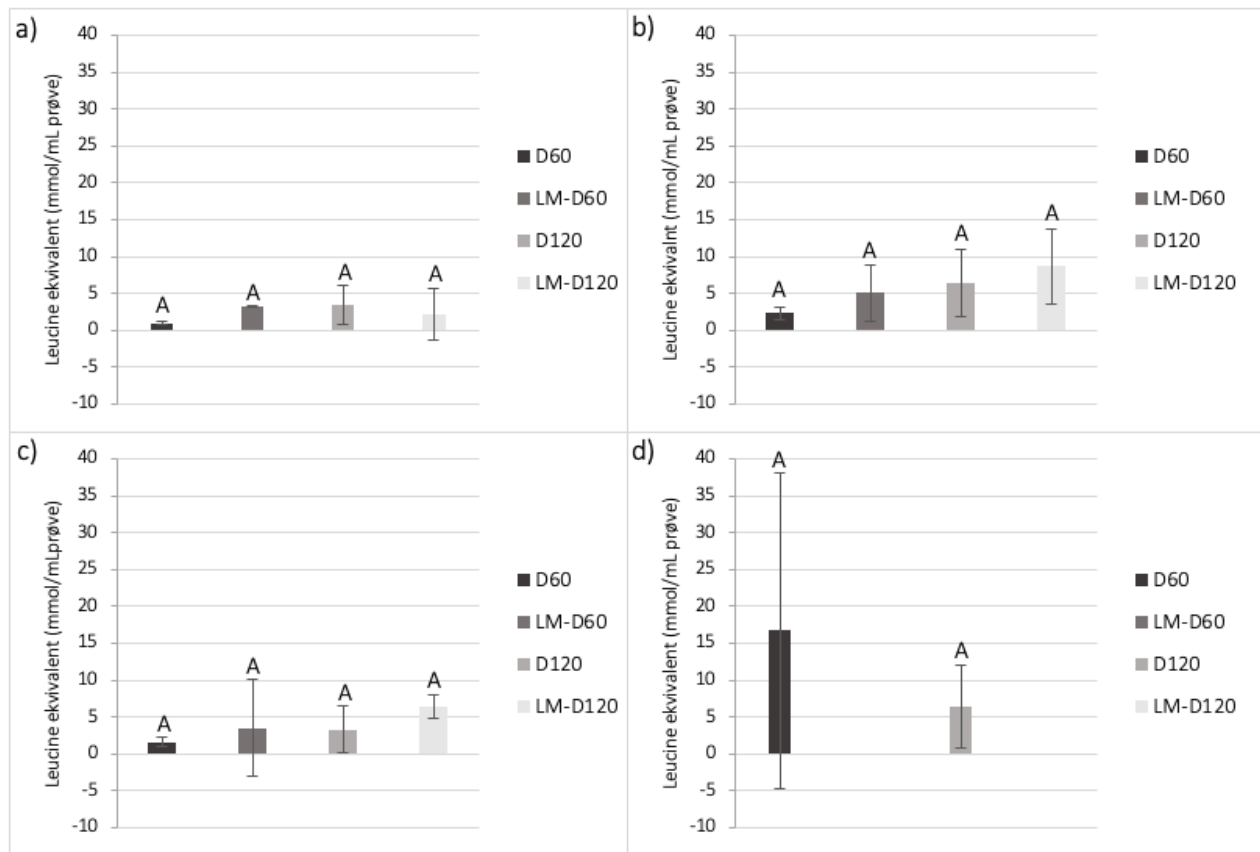 a)
Leucine ekvivalent (mmol/mL prøve)
40
35
30
25
20
15
10
5
0
-5
-10
A
A
A
A
D60
LM-D60
D120
LM-D120
b)
Leucine ekvivalnt (mmol/mL prøve)
40
35
30
25
20
15
10
5
0
-5
-10
A
A
A
A
D60
LM-D60
D120
LM-D120
c)
Leucine ekvivalent (mmol/mLprøve)
40
35
30
25
20
15
10
5
0
-5
-10
A
A
A
A
D60
LM-D60
D120
LM-D120
d)
Leucine ekvivalent (mmol/mL prøve)
40
35
30
25
20
15
10
5
0
-5
-10
A
A
D60
LM-D60
D120
LM-D120